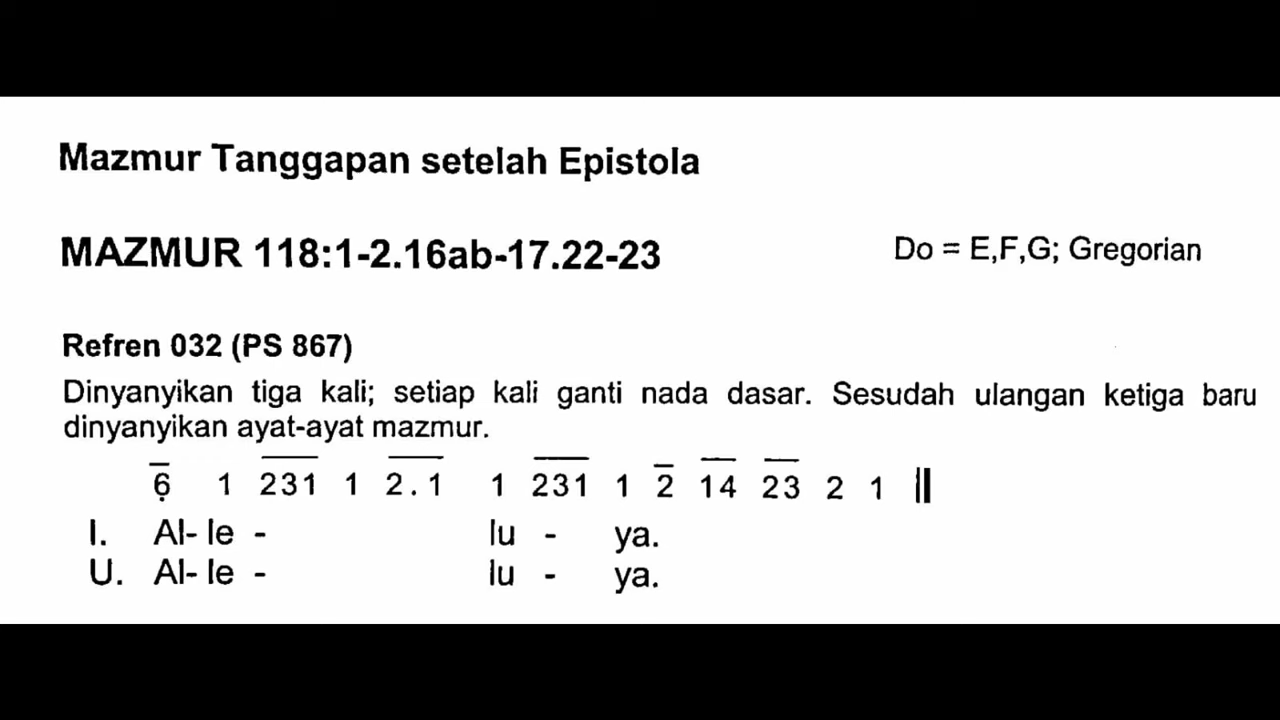 Mazmur Tanggapan setelah Epistola
MAZMUR 118:1-2.16ab-17.22-23 Do = E,F,G; Gregorian
Refren 032 (PS 867)
Dinyanyikan tiga kali; setiap kali ganti nada dasar. Sesudah ulangan ketiga baru
dinyanyikan ayat-ayat mazmur.
6̣ 1 231 1 2.1 1 231 1 2 14 23 2 1 ||
I. Al- le - lu - ya.
U. Al- le - lu - ya.